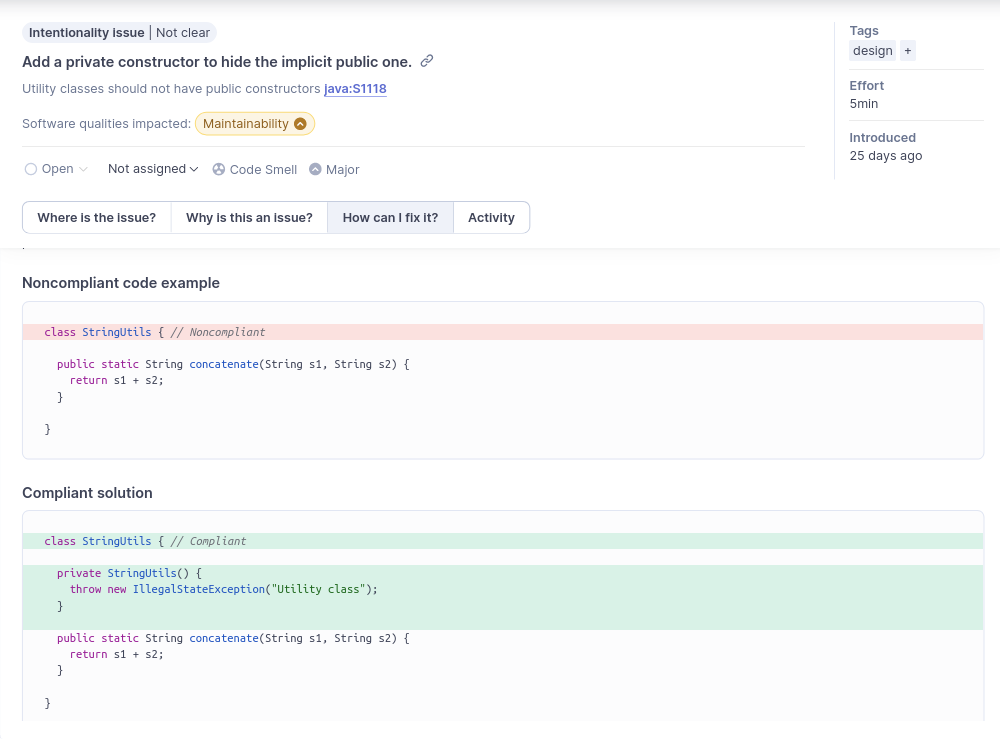 Intentionality issue | Not clear
Add a private constructor to hide the implicit public one.
Utility classes should not have public constructors java:S1118
Software qualities impacted: Maintainability
Open Not assigned Code Smell Major
Where is the issue? Why is this an issue? How can I fix it? Activity
Tags
design +
Effort
5min
Introduced
25 days ago
Noncompliant code example
class StringUtils { // Noncompliant
public static String concatenate(String s1, String s2) {
return s1 + s2;
}
}
Compliant solution
class StringUtils { // Compliant
private StringUtils() {
throw new IllegalStateException("Utility class");
}
public static String concatenate(String s1, String s2) {
return s1 + s2;
}
}